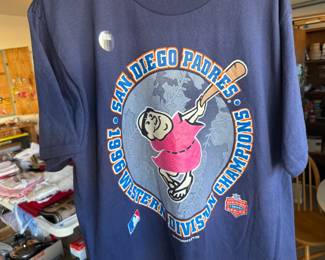 SAN DIEGO PADRES
1996 WESTERN DIVISION CHAMPIONS